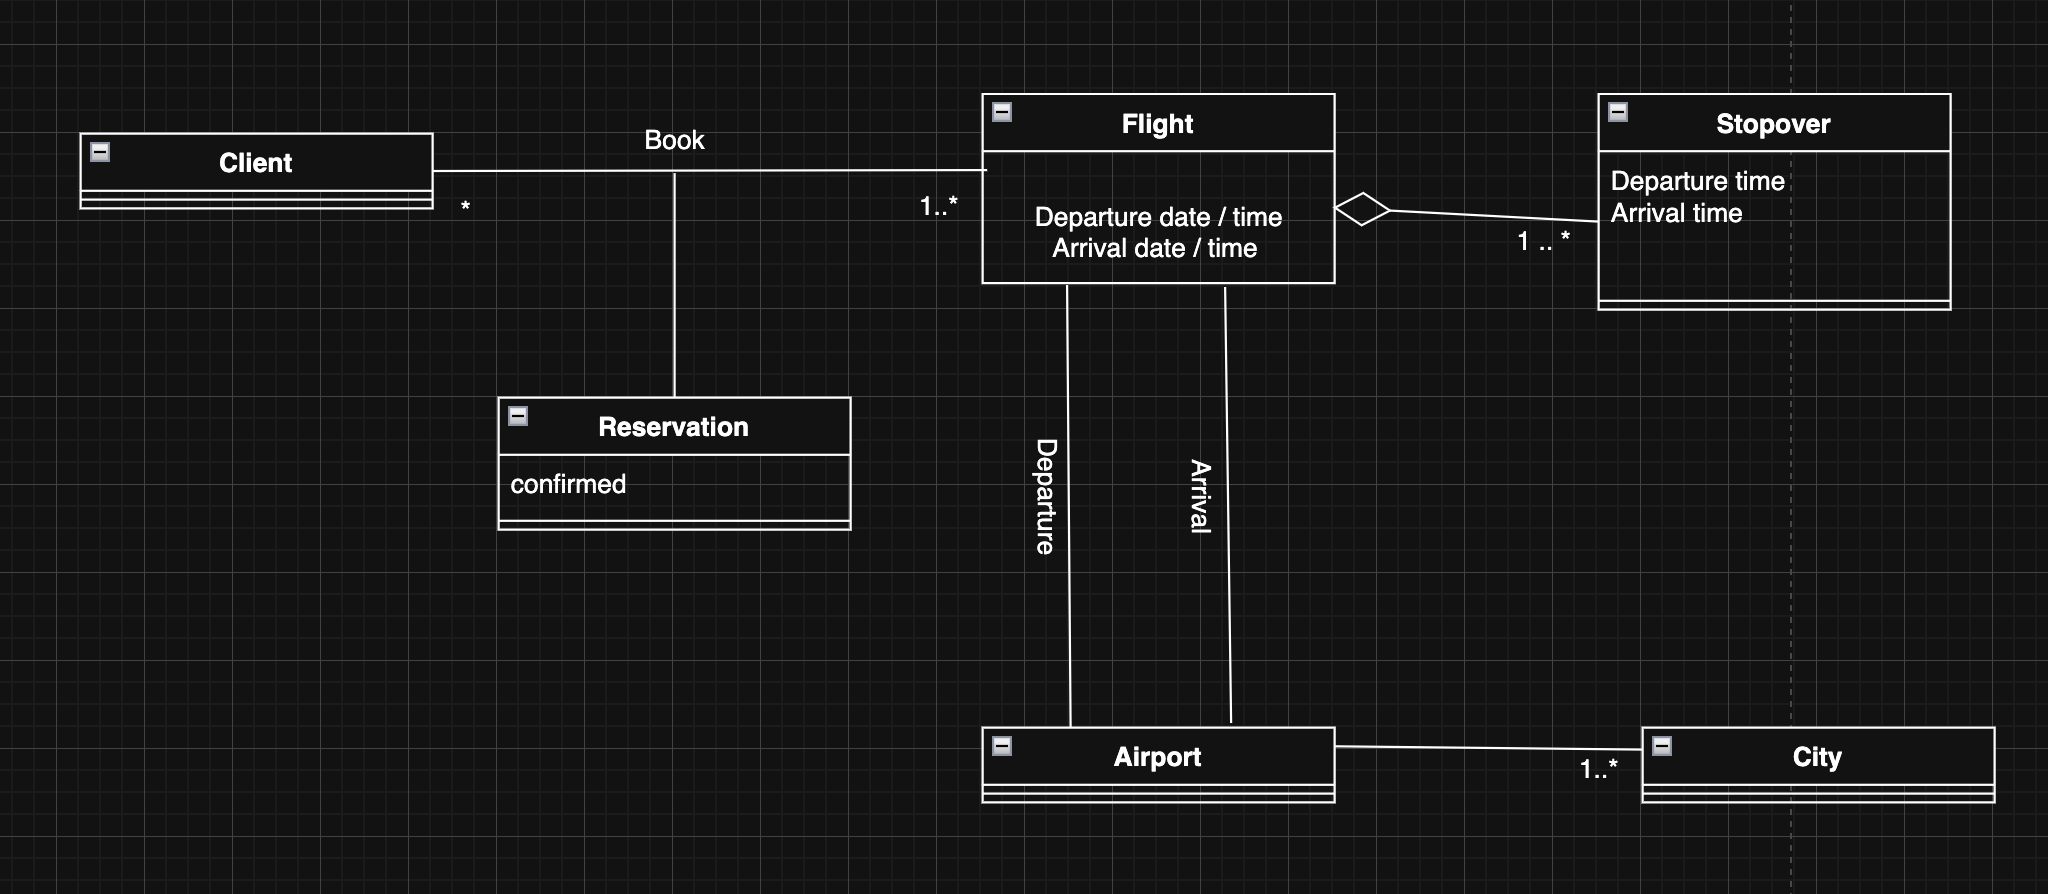 Client
*
Book
1..*
Flight
Departure date / time
Arrival date / time
1 .. *
Stopover
Departure time
Arrival time
Reservation
confirmed
Departure
Arrival
Airport
1..*
City